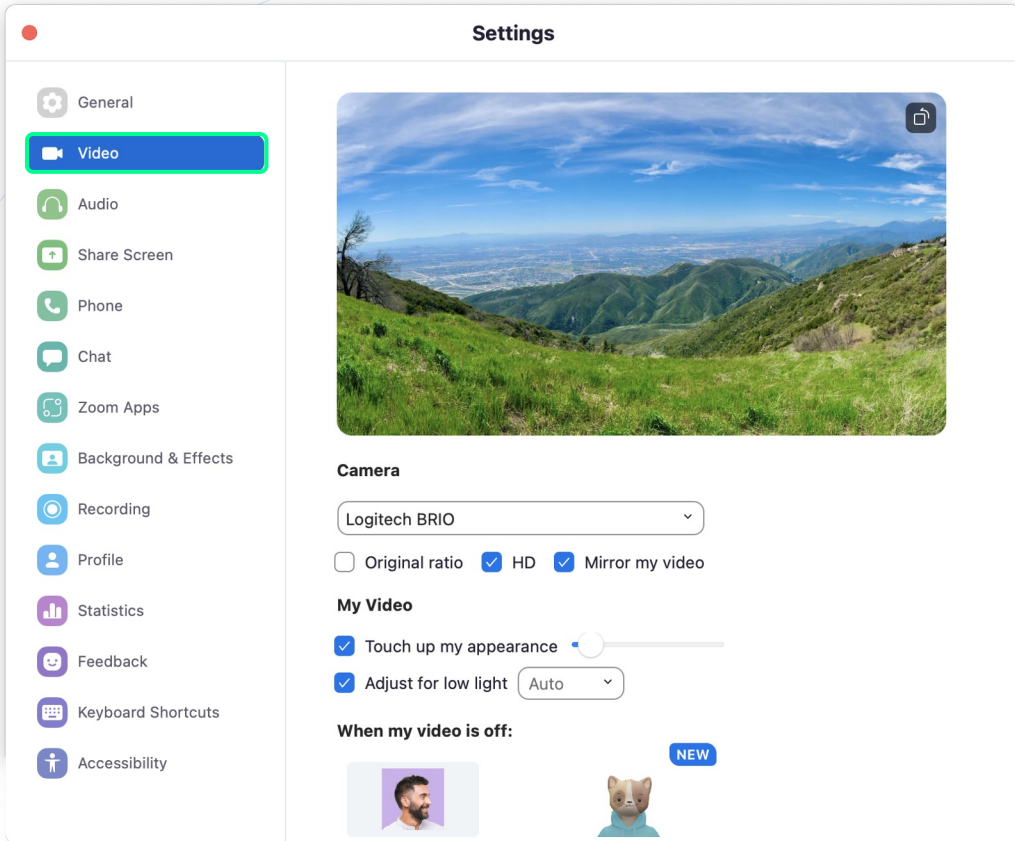 Settings
General
Video
Audio
Share Screen
Phone
Chat
Zoom Apps
Background & Effects
Recording
Profile
Statistics
Feedback
Keyboard Shortcuts
Accessibility
Camera
Logitech BRIO
Original ratio HD Mirror my video
My Video
Touch up my appearance
Adjust for low light Auto
When my video is off:
NEW